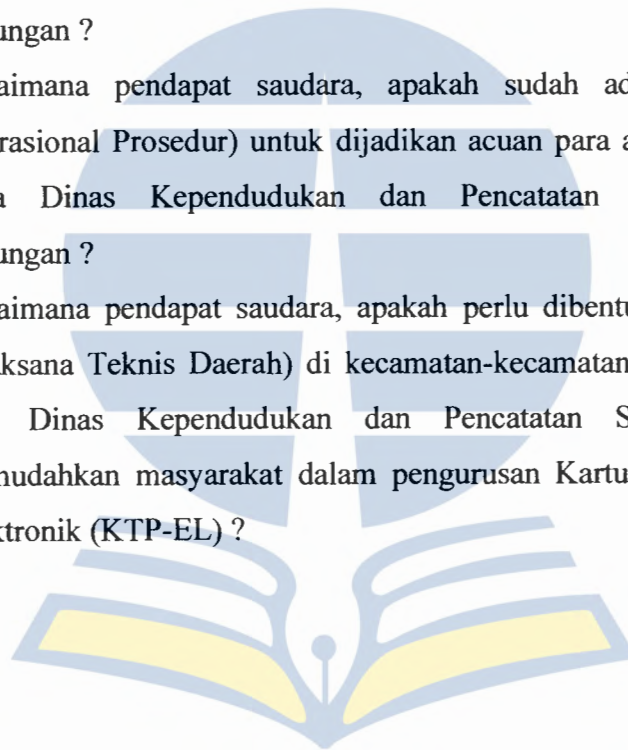 ungan ?
aimana pendapat saudara, apakah sudah ad
rasional Prosedur) untuk dijadikan acuan para a
Dinas Kependudukan dan Pencatatan
ungan ?
aimana pendapat saudara, apakah perlu dibentu
aksana Teknis Daerah) di kecamatan-kecamatan
Dinas Kependudukan dan Pencatatan S
nudahkan masyarakat dalam pengurusan Kartu
ktronik (KTP-EL) ?